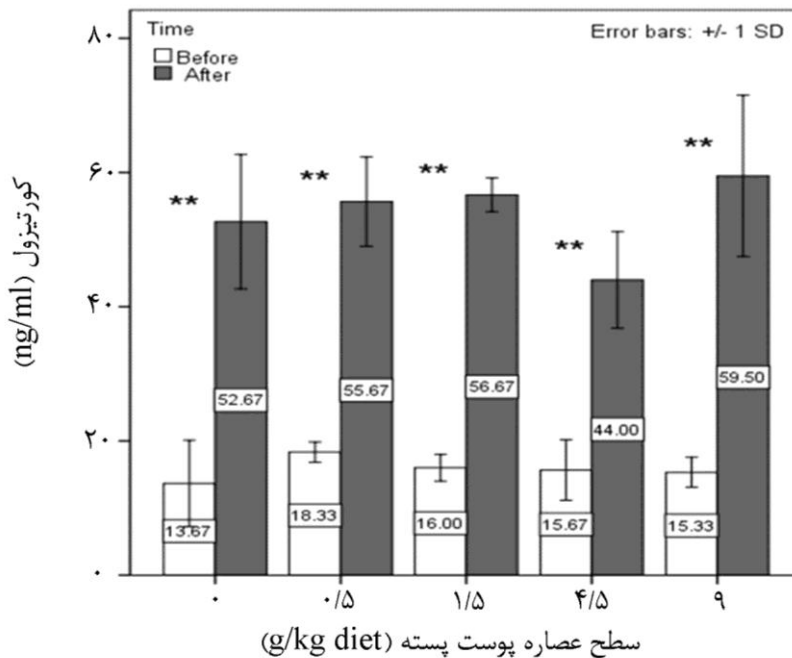 ۸۰
Time
Before
After
Error bars: +/- 1 SD
۶۰
** ** ** ** **
۴۰
کورتیزول (ng/ml)
52.67 55.67 56.67 44.00 59.50
۲۰
13.67 18.33 16.00 15.67 15.33
۰
۰ ۰/۵ ۱/۵ ۴/۵ ۹
سطح عصاره پوست پسته (g/kg diet)